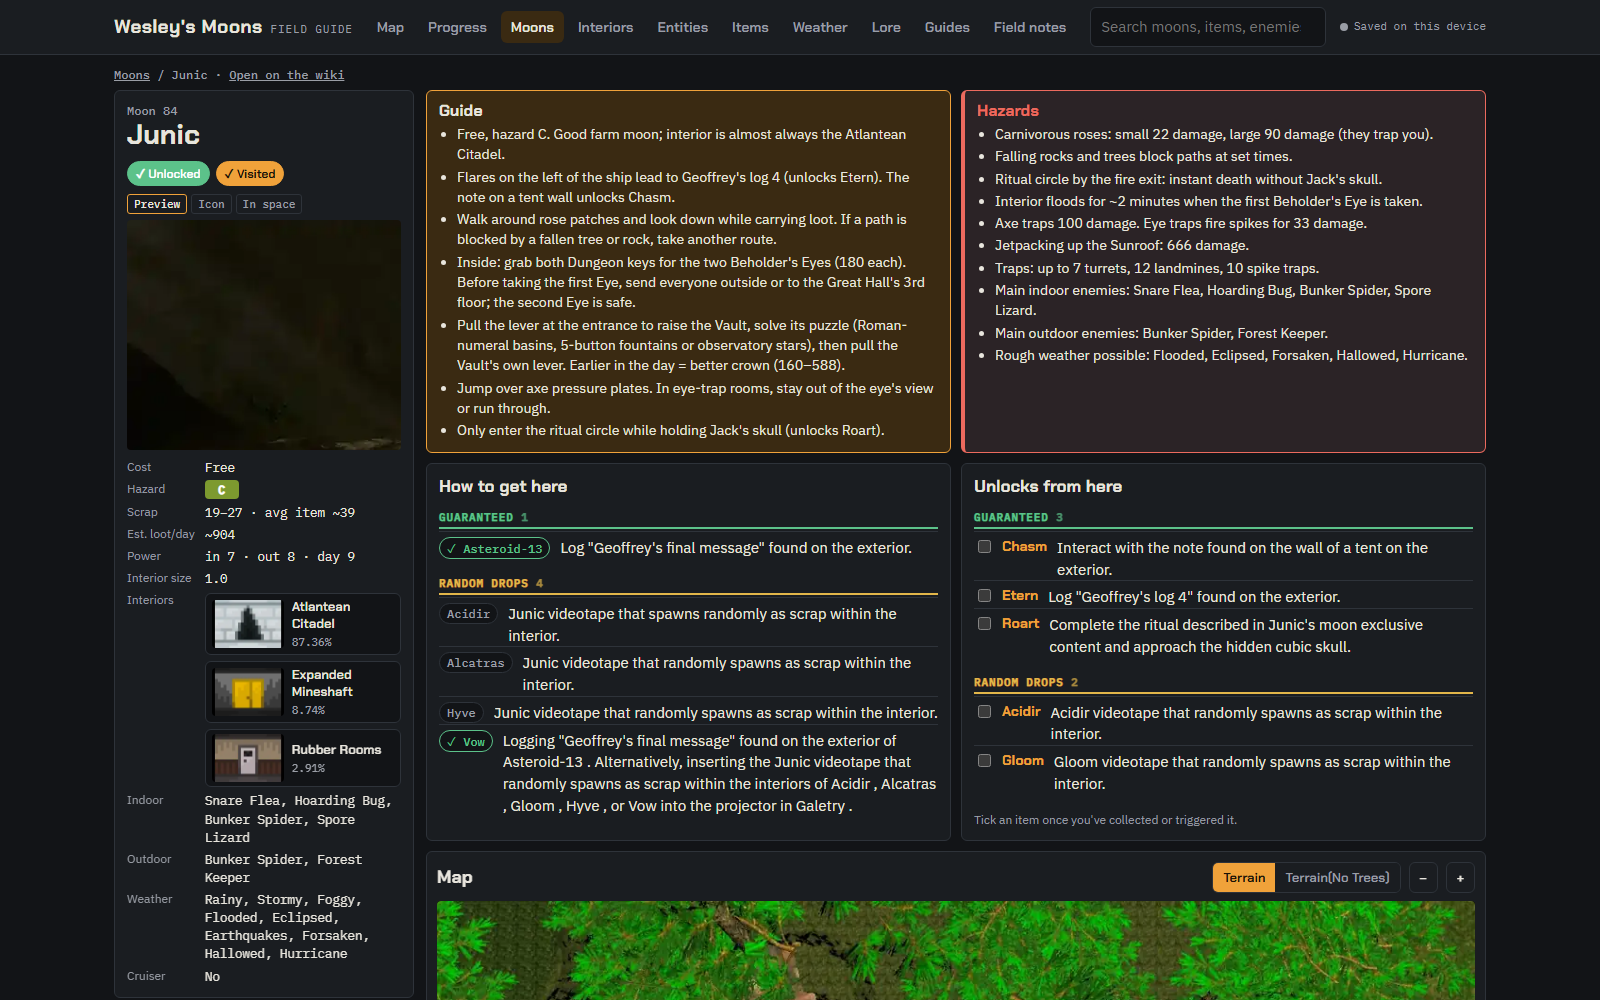 Wesley's Moons FIELD GUIDE Map Progress Moons Interiors Entities Items Weather Lore Guides Field notes Search moons, items, enemie Saved on this device
Moons / Junic · Open on the wiki
Moon 84
Junic
✓ Unlocked ✓ Visited
Preview Icon In space
Cost Free
Hazard C
Scrap 19–27 · avg item ~39
Est. loot/day ~904
Power in 7 · out 8 · day 9
Interior size 1.0
Interiors
Atlantean
Citadel
87.36%
Expanded
Mineshaft
8.74%
Rubber Rooms
2.91%
Indoor Snare Flea, Hoarding Bug,
Bunker Spider, Spore
Lizard
Outdoor Bunker Spider, Forest
Keeper
Weather Rainy, Stormy, Foggy,
Flooded, Eclipsed,
Earthquakes, Forsaken,
Hallowed, Hurricane
Cruiser No
Guide
• Free, hazard C. Good farm moon; interior is almost always the Atlantean
Citadel.
• Flares on the left of the ship lead to Geoffrey's log 4 (unlocks Etern). The
note on a tent wall unlocks Chasm.
• Walk around rose patches and look down while carrying loot. If a path is
blocked by a fallen tree or rock, take another route.
• Inside: grab both Dungeon keys for the two Beholder's Eyes (180 each).
Before taking the first Eye, send everyone outside or to the Great Hall's 3rd
floor; the second Eye is safe.
• Pull the lever at the entrance to raise the Vault, solve its puzzle (Roman-
numeral basins, 5-button fountains or observatory stars), then pull the
Vault's own lever. Earlier in the day = better crown (160–588).
• Jump over axe pressure plates. In eye-trap rooms, stay out of the eye's view
or run through.
• Only enter the ritual circle while holding Jack's skull (unlocks Roart).
Hazards
• Carnivorous roses: small 22 damage, large 90 damage (they trap you).
• Falling rocks and trees block paths at set times.
• Ritual circle by the fire exit: instant death without Jack's skull.
• Interior floods for ~2 minutes when the first Beholder's Eye is taken.
• Axe traps 100 damage. Eye traps fire spikes for 33 damage.
• Jetpacking up the Sunroof: 666 damage.
• Traps: up to 7 turrets, 12 landmines, 10 spike traps.
• Main indoor enemies: Snare Flea, Hoarding Bug, Bunker Spider, Spore
Lizard.
• Main outdoor enemies: Bunker Spider, Forest Keeper.
• Rough weather possible: Flooded, Eclipsed, Forsaken, Hallowed, Hurricane.
How to get here
GUARANTEED 1
✓ Asteroid-13 Log "Geoffrey's final message" found on the exterior.
RANDOM DROPS 4
Acidir Junic videotape that spawns randomly as scrap within the
interior.
Alcatras Junic videotape that randomly spawns as scrap within the
interior.
Hyve Junic videotape that randomly spawns as scrap within the interior.
✓ Vow Logging "Geoffrey's final message" found on the exterior of
Asteroid-13 . Alternatively, inserting the Junic videotape that
randomly spawns as scrap within the interiors of Acidir , Alcatras
, Gloom , Hyve , or Vow into the projector in Galetry .
Unlocks from here
GUARANTEED 3
Chasm Interact with the note found on the wall of a tent on the
exterior.
Etern Log "Geoffrey's log 4" found on the exterior.
Roart Complete the ritual described in Junic's moon exclusive
content and approach the hidden cubic skull.
RANDOM DROPS 2
Acidir Acidir videotape that randomly spawns as scrap within the
interior.
Gloom Gloom videotape that randomly spawns as scrap within the
interior.
Tick an item once you've collected or triggered it.
Map Terrain Terrain(No Trees) − +